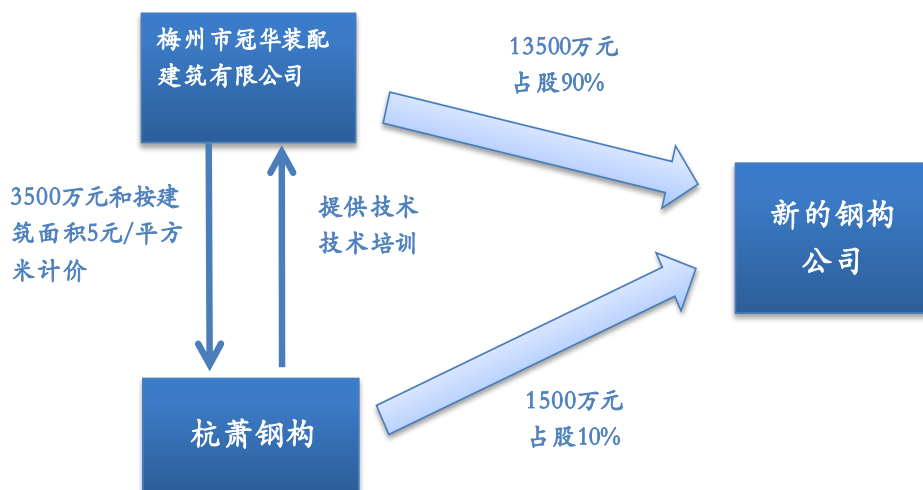 梅州市冠华装配
建筑有限公司
13500万元
占股90%
3500万元和按建
筑面积5元/平方
米计价
提供技术
技术培训
新的钢构
公司
杭萧钢构
1500万元
占股10%